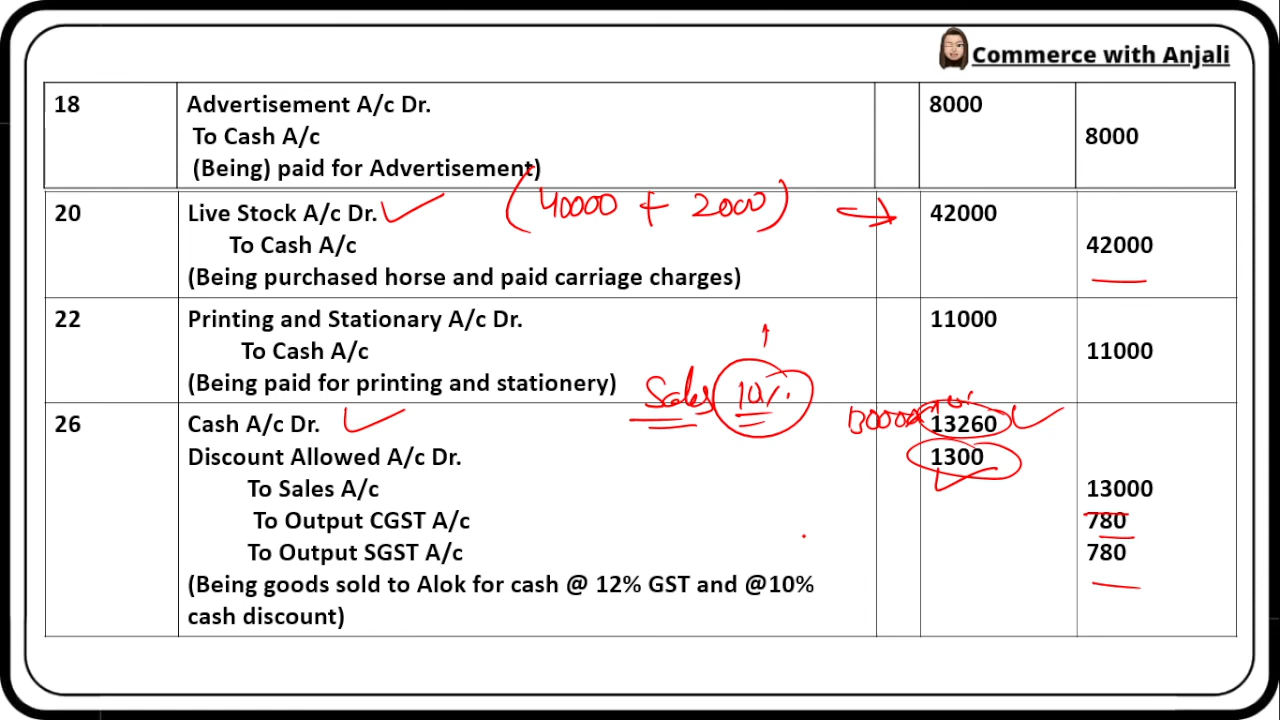 Commerce with Anjali
18 Advertisement A/c Dr. 8000
To Cash A/c 8000
(Being) paid for Advertisement)
20 Live Stock A/c Dr. (40000 + 2000) → 42000
To Cash A/c 42000
(Being purchased horse and paid carriage charges)
22 Printing and Stationary A/c Dr. 11000
To Cash A/c 11000
(Being paid for printing and stationery)
Sales 10%
26 Cash A/c Dr. 13260
Discount Allowed A/c Dr. 1300
To Sales A/c 13000
To Output CGST A/c 780
To Output SGST A/c 780
(Being goods sold to Alok for cash @ 12% GST and @10%
cash discount)